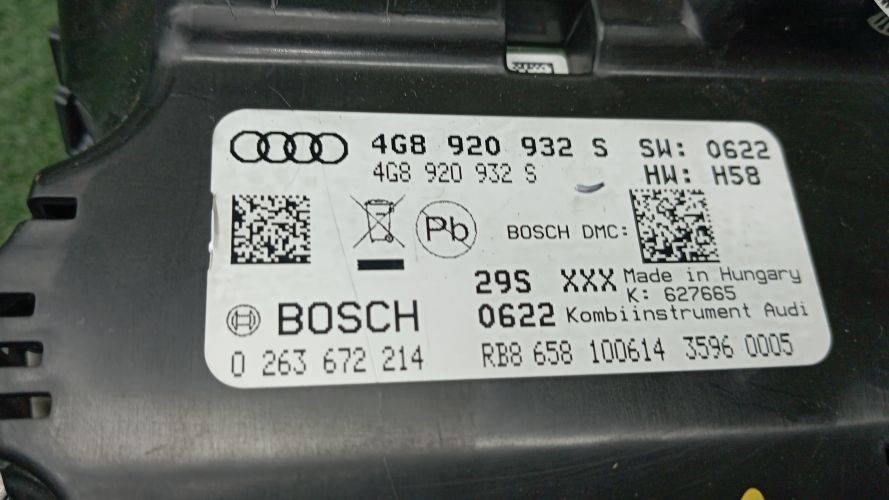 4G8 920 932 S SW: 0622
4G8 920 932 S HW: H58
Pb
BOSCH DMC:
29S XXX Made in Hungary
K: 627665
BOSCH 0622 Kombiinstrument Audi
0 263 672 214 RB8 658 100614 3596 0005